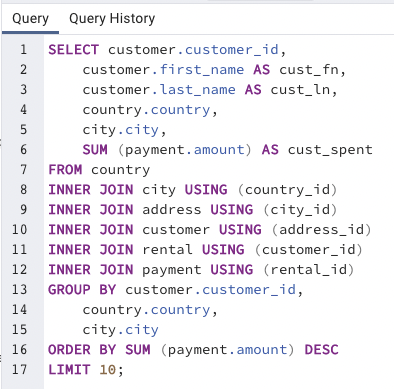 Query Query History
1 SELECT customer.customer_id,
2 customer.first_name AS cust_fn,
3 customer.last_name AS cust_ln,
4 country.country,
5 city.city,
6 SUM (payment.amount) AS cust_spent
7 FROM country
8 INNER JOIN city USING (country_id)
9 INNER JOIN address USING (city_id)
10 INNER JOIN customer USING (address_id)
11 INNER JOIN rental USING (customer_id)
12 INNER JOIN payment USING (rental_id)
13 GROUP BY customer.customer_id,
14 country.country,
15 city.city
16 ORDER BY SUM (payment.amount) DESC
17 LIMIT 10;